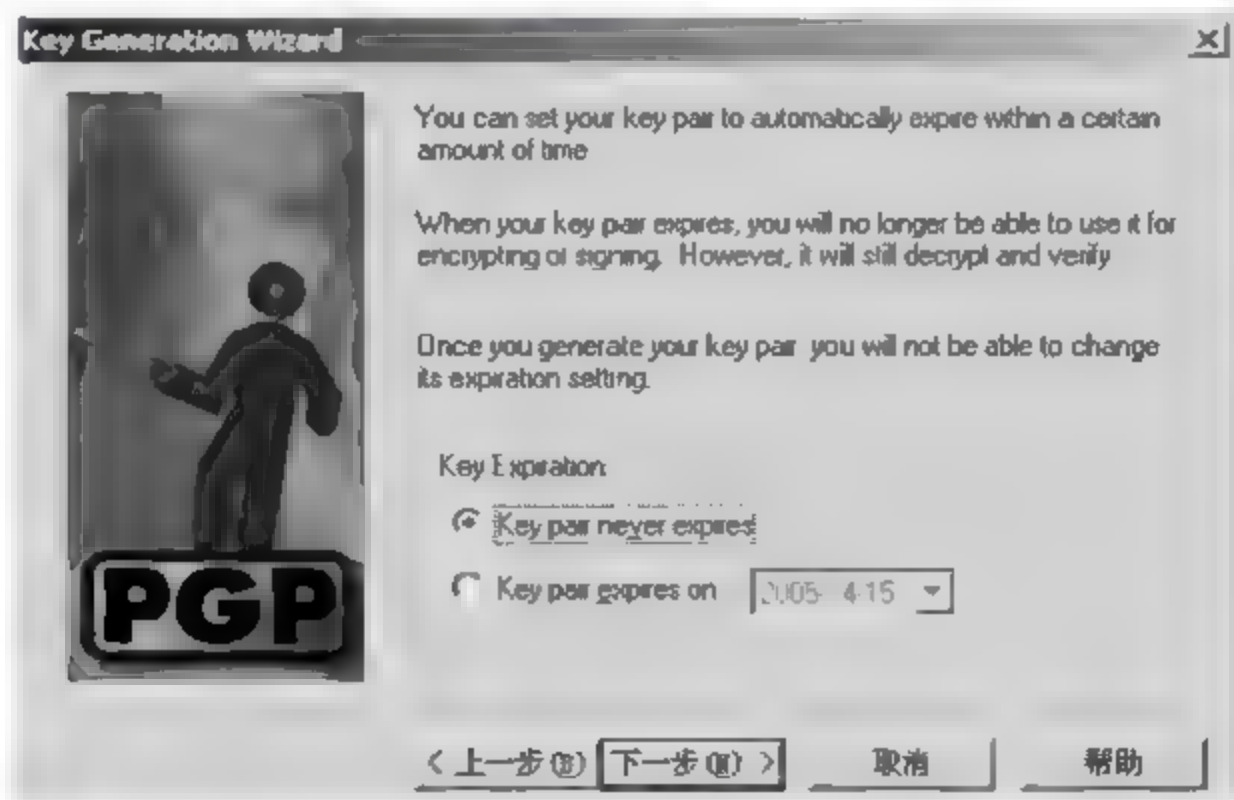 Key Generation Wizard
You can set your key pair to automatically expire within a certain
amount of time
When your key pair expires, you will no longer be able to use it for
encrypting or signing. However, it will still decrypt and verify
Once you generate your key pair you will not be able to change
its expiration setting.
Key Expiration
Key pair never expires
Key pair expires on 2005- 4-15
PGP
< 上一步(B) 下一步(N) > 取消 帮助